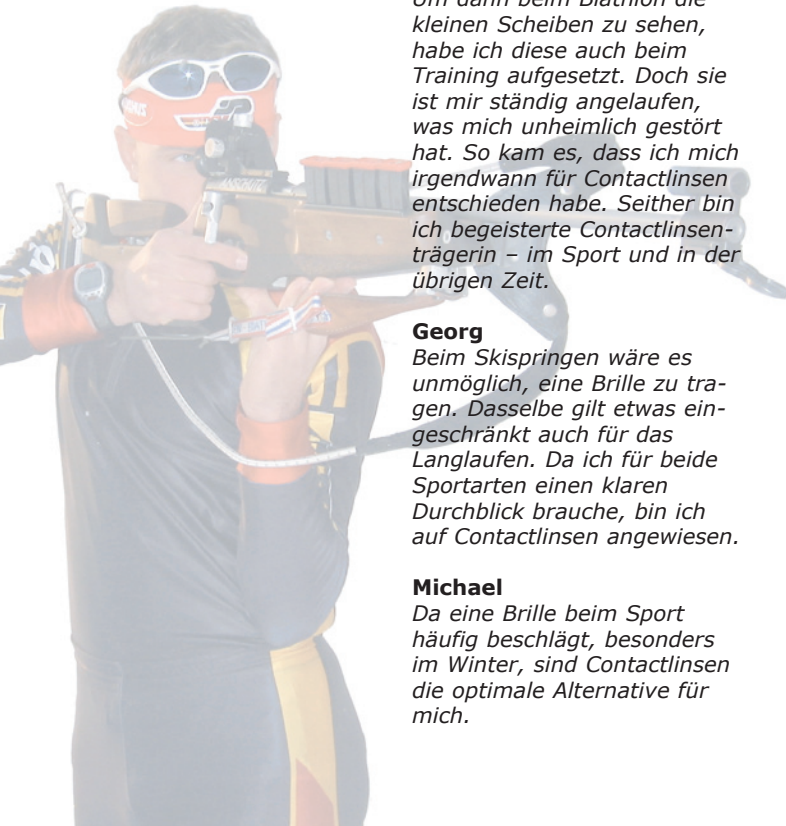 Um dann beim Biathlon die
kleinen Scheiben zu sehen,
habe ich diese auch beim
Training aufgesetzt. Doch sie
ist mir ständig angelaufen,
was mich unheimlich gestört
hat. So kam es, dass ich mich
irgendwann für Contactlinsen
entschieden habe. Seither bin
ich begeisterte Contactlinsen-
trägerin – im Sport und in der
übrigen Zeit.
Georg
Beim Skispringen wäre es
unmöglich, eine Brille zu tra-
gen. Dasselbe gilt etwas ein-
geschränkt auch für das
Langlaufen. Da ich für beide
Sportarten einen klaren
Durchblick brauche, bin ich
auf Contactlinsen angewiesen.
Michael
Da eine Brille beim Sport
häufig beschlägt, besonders
im Winter, sind Contactlinsen
die optimale Alternative für
mich.
ANSCHÜTZ